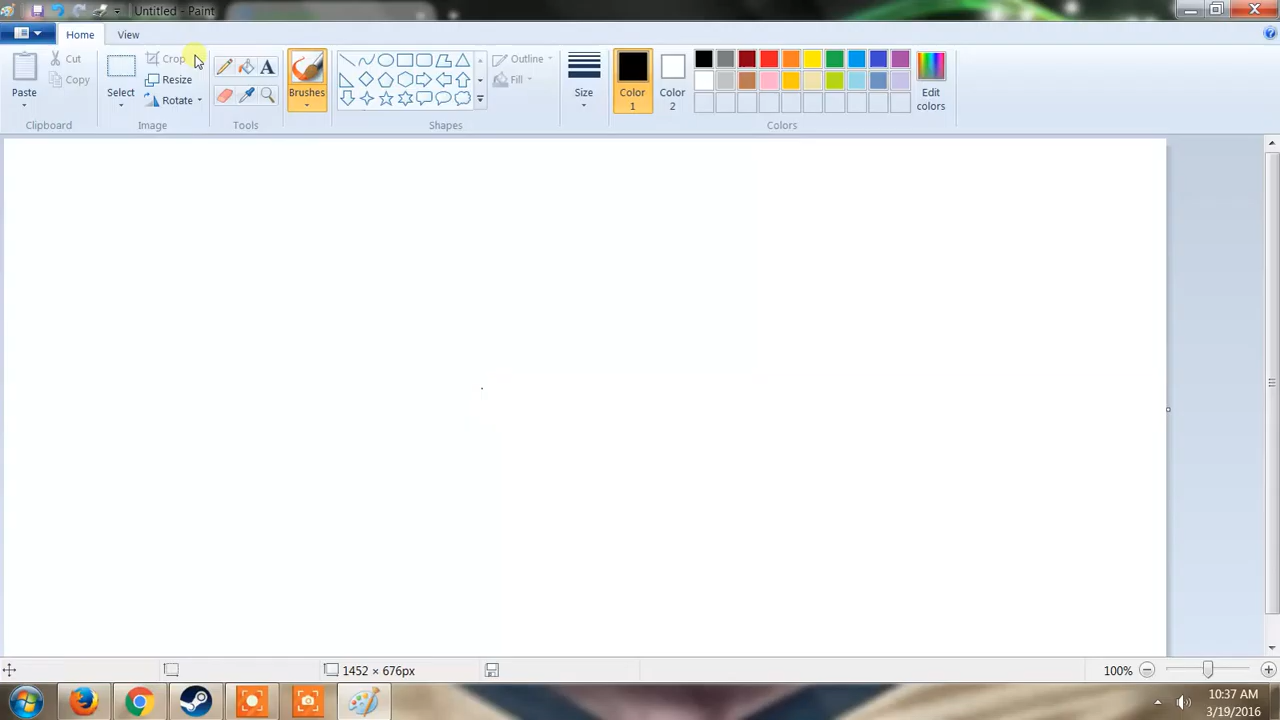 Untitled - Paint
Home View
Paste
Clipboard
Cut
Copy
Select
Crop
Resize
Rotate
Image
A
Tools
Brushes
Outline
Fill
Shapes
Size
Color
1
Color
2
Edit
colors
Colors
1452 × 676px
100%
10:37 AM
3/19/2016